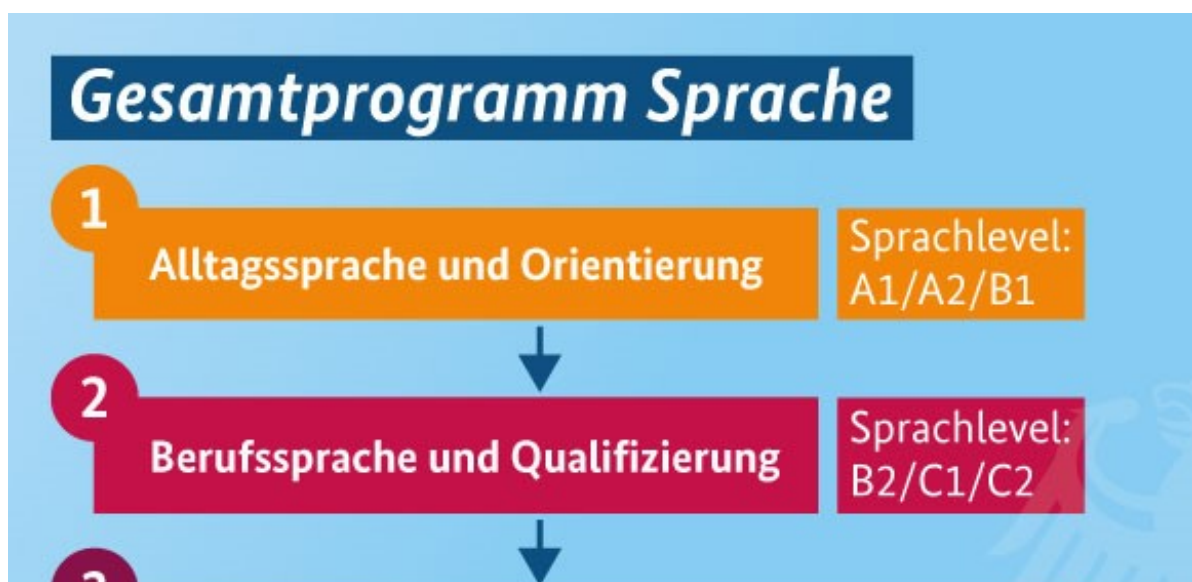 Gesamtprogramm Sprache
1
Alltagssprache und Orientierung
Sprachlevel:
A1/A2/B1
2
Berufssprache und Qualifizierung
Sprachlevel:
B2/C1/C2